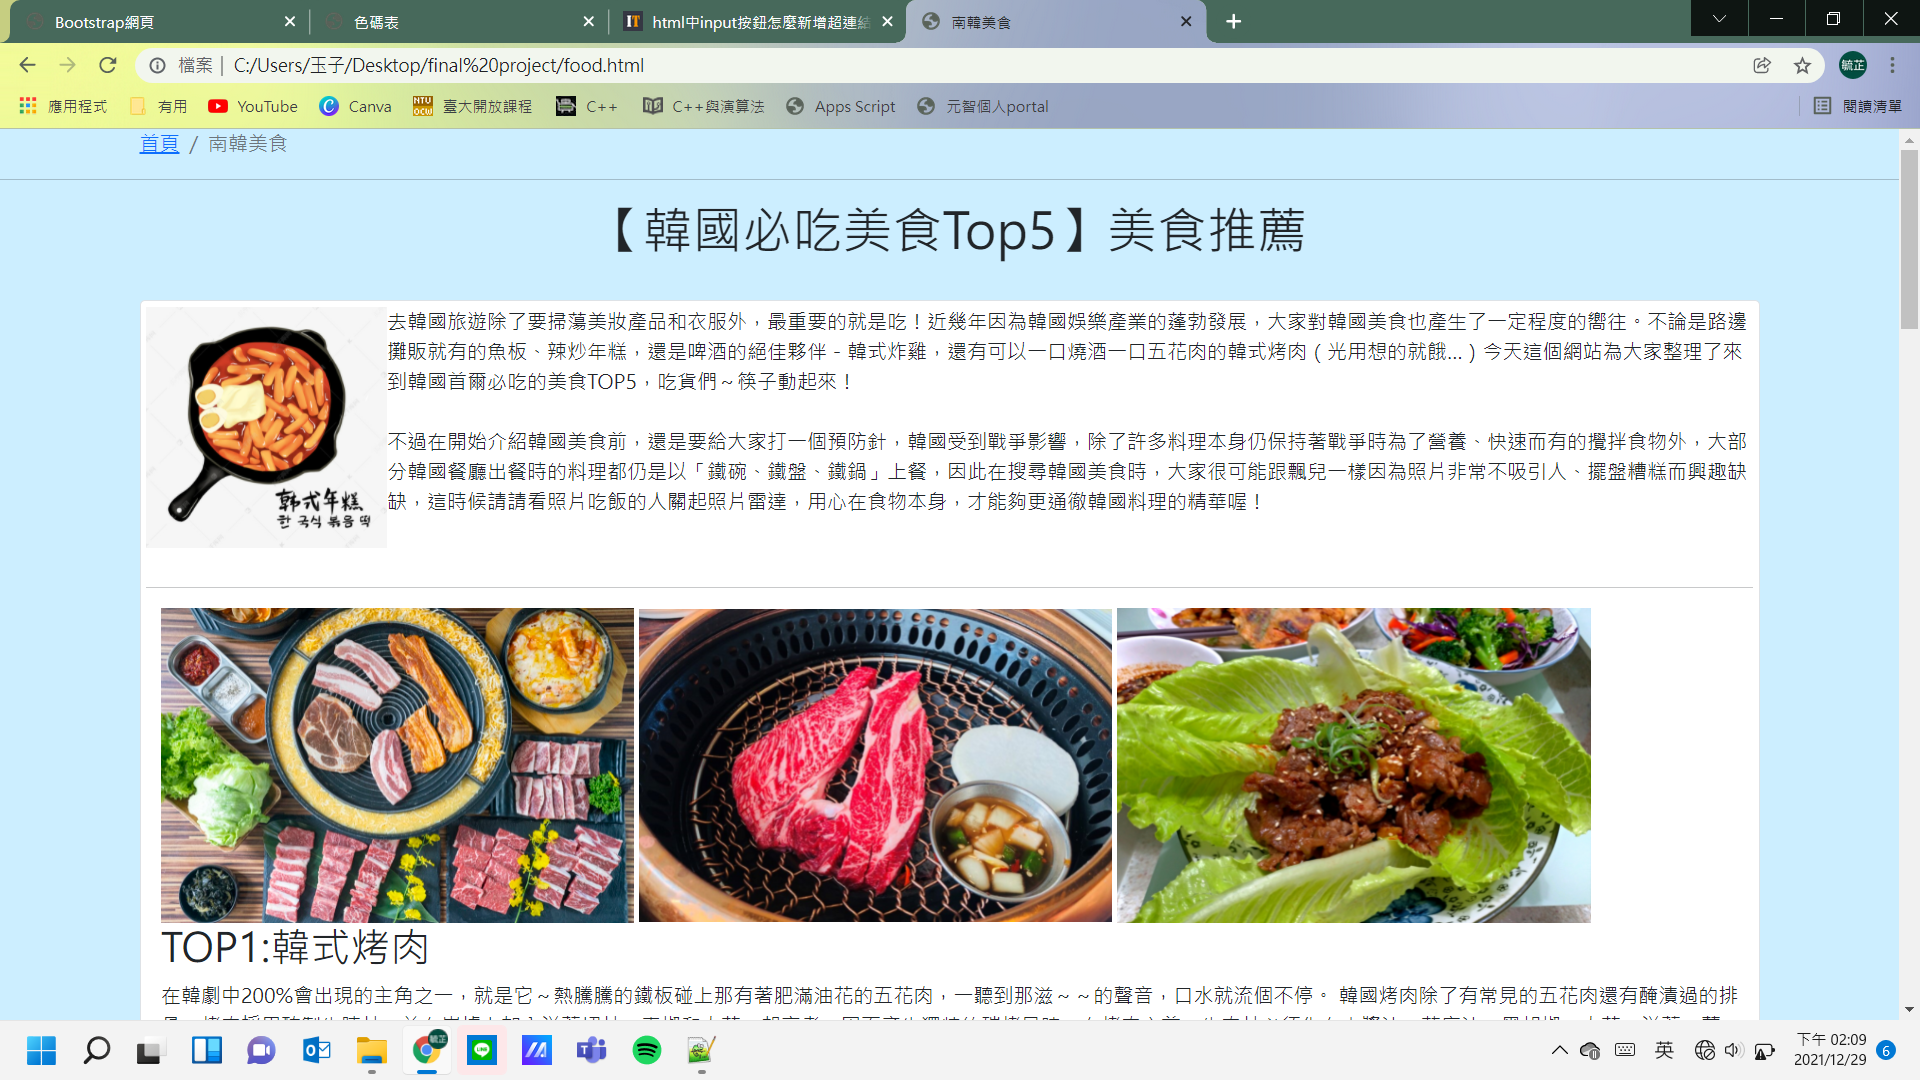 Bootstrap網頁
色碼表
html中input按鈕怎麼新增超連結
南韓美食
檔案
C:/Users/玉子/Desktop/final%20project/food.html
毓芷
應用程式
有用
YouTube
Canva
臺大開放課程
C++
C++與演算法
Apps Script
元智個人portal
閱讀清單
首頁 / 南韓美食
【韓國必吃美食Top5】美食推薦
去韓國旅遊除了要掃蕩美妝產品和衣服外，最重要的就是吃！近幾年因為韓國娛樂產業的蓬勃發展，大家對韓國美食也產生了一定程度的嚮往。不論是路邊
攤販就有的魚板、辣炒年糕，還是啤酒的絕佳夥伴－韓式炸雞，還有可以一口燒酒一口五花肉的韓式烤肉（光用想的就餓...）今天這個網站為大家整理了來
到韓國首爾必吃的美食TOP5，吃貨們～筷子動起來！
不過在開始介紹韓國美食前，還是要給大家打一個預防針，韓國受到戰爭影響，除了許多料理本身仍保持著戰爭時為了營養、快速而有的攪拌食物外，大部
分韓國餐廳出餐時的料理都仍是以「鐵碗、鐵盤、鐵鍋」上餐，因此在搜尋韓國美食時，大家很可能跟飄兒一樣因為照片非常不吸引人、擺盤糟糕而興趣缺
缺，這時候請請看照片吃飯的人關起照片雷達，用心在食物本身，才能夠更通徹韓國料理的精華喔！
韩式年糕
한 국식 볶음 떡
TOP1:韓式烤肉
在韓劇中200%會出現的主角之一，就是它～熱騰騰的鐵板碰上那有著肥滿油花的五花肉，一聽到那滋～～的聲音，口水就流個不停。 韓國烤肉除了有常見的五花肉還有醃漬過的排
英
下午 02:09
2021/12/29
6